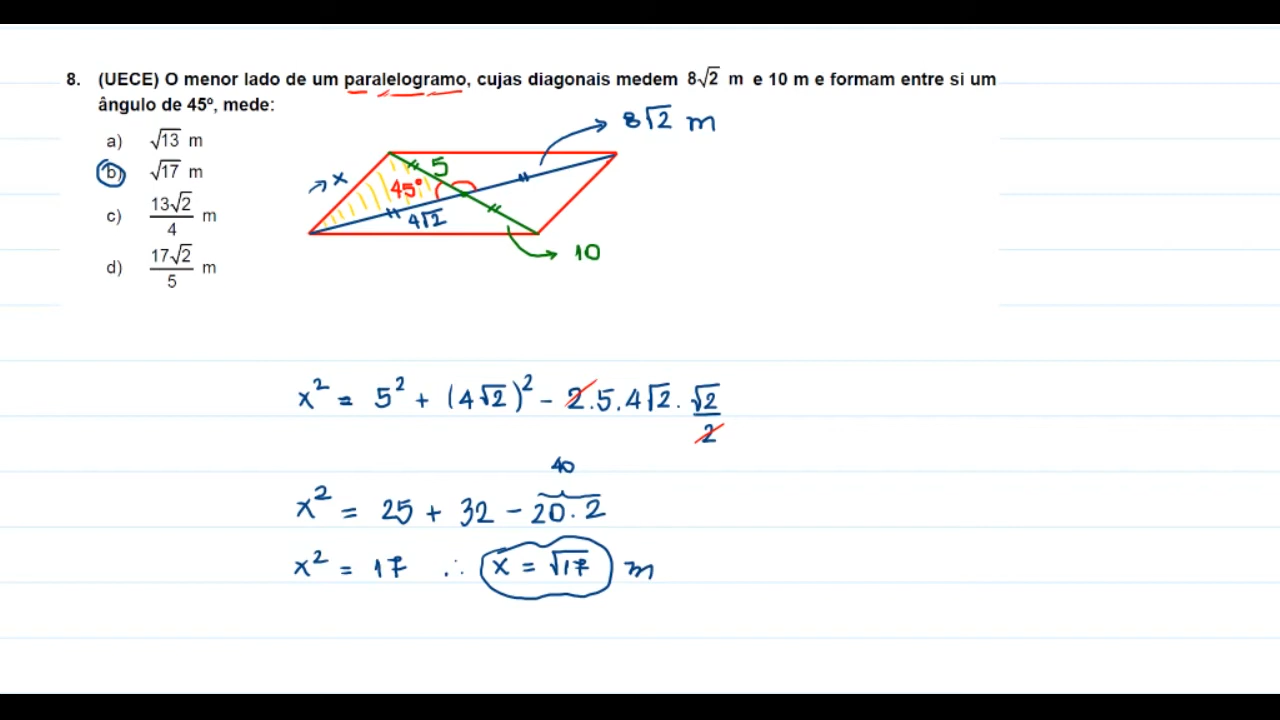 8. (UECE) O menor lado de um paralelogramo, cujas diagonais medem 8√2 m e 10 m e formam entre si um
ângulo de 45º, mede:
a) √13 m
b) √17 m
c) 13√2/4 m
d) 17√2/5 m
8√2 m
x
5
45°
4√2
10
x² = 5² + (4√2)² - 2.5.4√2.√2/2
40
x² = 25 + 32 - 20.2
x² = 17 ∴ x = √17 m